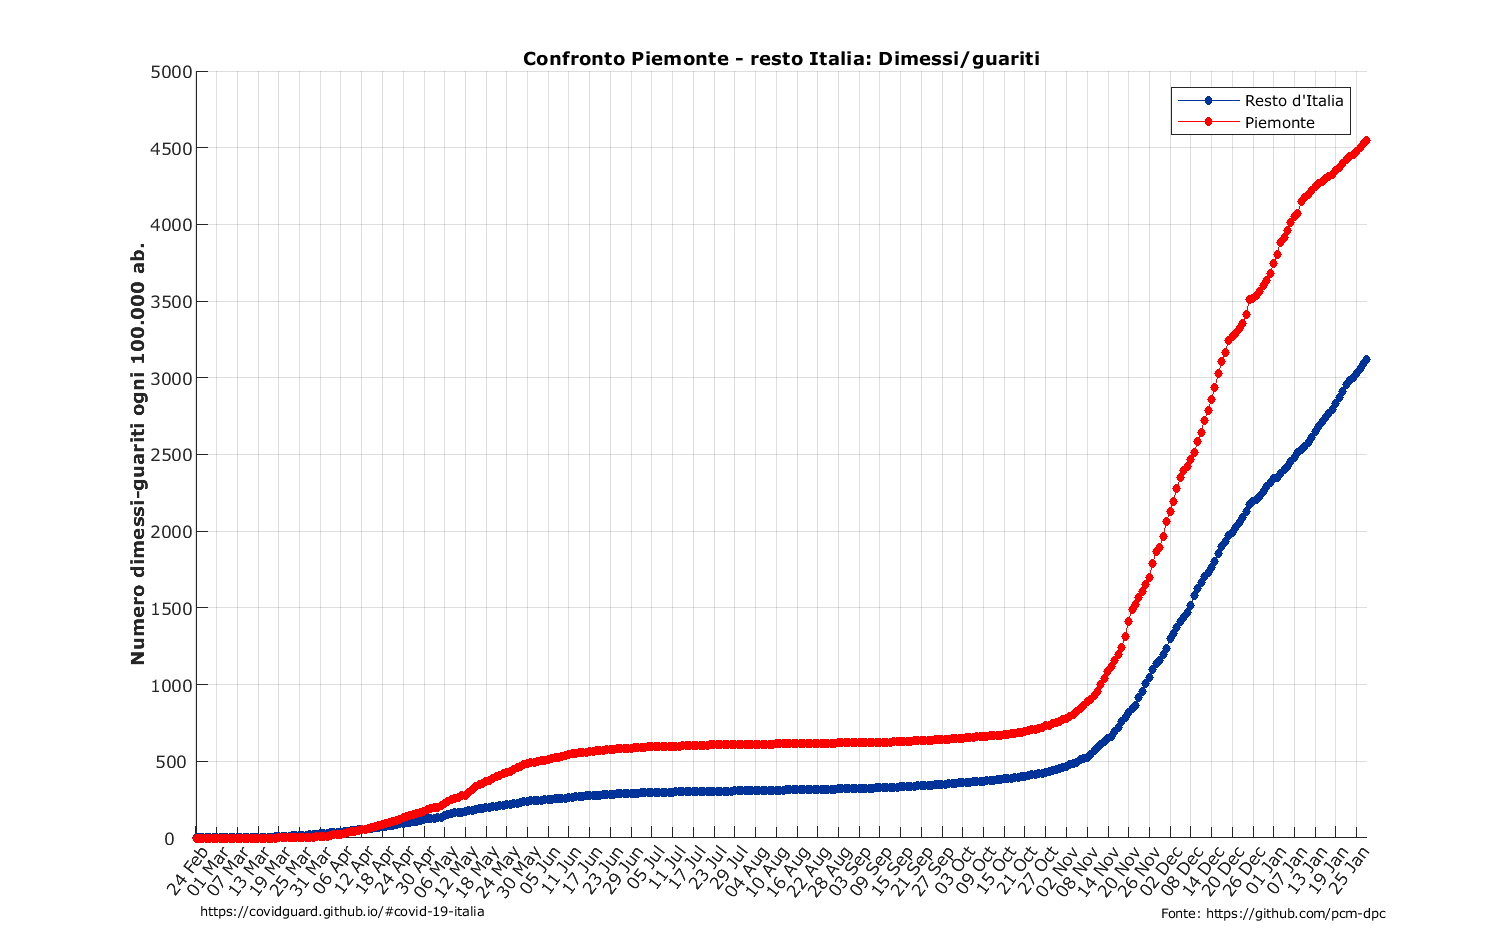 Confronto Piemonte - resto Italia: Dimessi/guariti
Resto d'Italia
Piemonte
Numero dimessi-guariti ogni 100.000 ab.
5000
4500
4000
3500
3000
2500
2000
1500
1000
500
0
24 Feb
01 Mar
07 Mar
13 Mar
19 Mar
25 Mar
31 Mar
06 Apr
12 Apr
18 Apr
24 Apr
30 Apr
06 May
12 May
18 May
24 May
30 May
05 Jun
11 Jun
17 Jun
23 Jun
29 Jun
05 Jul
11 Jul
17 Jul
23 Jul
29 Jul
04 Aug
10 Aug
16 Aug
22 Aug
28 Aug
03 Sep
09 Sep
15 Sep
21 Sep
27 Sep
03 Oct
09 Oct
15 Oct
21 Oct
27 Oct
02 Nov
08 Nov
14 Nov
20 Nov
26 Nov
02 Dec
08 Dec
14 Dec
20 Dec
26 Dec
01 Jan
07 Jan
13 Jan
19 Jan
25 Jan
https://covidguard.github.io/#covid-19-italia
Fonte: https://github.com/pcm-dpc